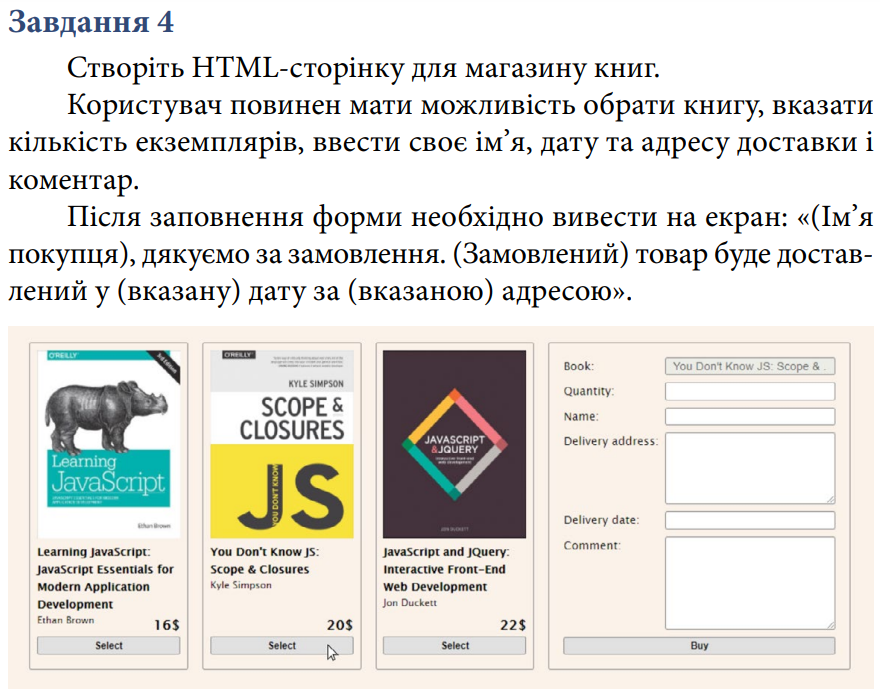 Завдання 4
Створіть HTML-сторінку для магазину книг.
Користувач повинен мати можливість обрати книгу, вказати
кількість екземплярів, ввести своє ім’я, дату та адресу доставки і
коментар.
Після заповнення форми необхідно вивести на екран: «(Ім’я
покупця), дякуємо за замовлення. (Замовлений) товар буде достав-
лений у (вказану) дату за (вказаною) адресою».
O'REILLY
3rd Edition
Learning
JavaScript
Ethan Brown
Learning JavaScript:
JavaScript Essentials for
Modern Application
Development
Ethan Brown
16$
Select
O'REILLY
KYLE SIMPSON
SCOPE &
CLOSURES
YOU DON'T KNOW
JS
You Don't Know JS:
Scope & Closures
Kyle Simpson
20$
Select
JAVASCRIPT
&JQUERY
JON DUCKETT
JavaScript and JQuery:
Interactive Front-End
Web Development
Jon Duckett
22$
Select
Book: You Don't Know JS: Scope & .
Quantity:
Name:
Delivery address:
Delivery date:
Comment:
Buy